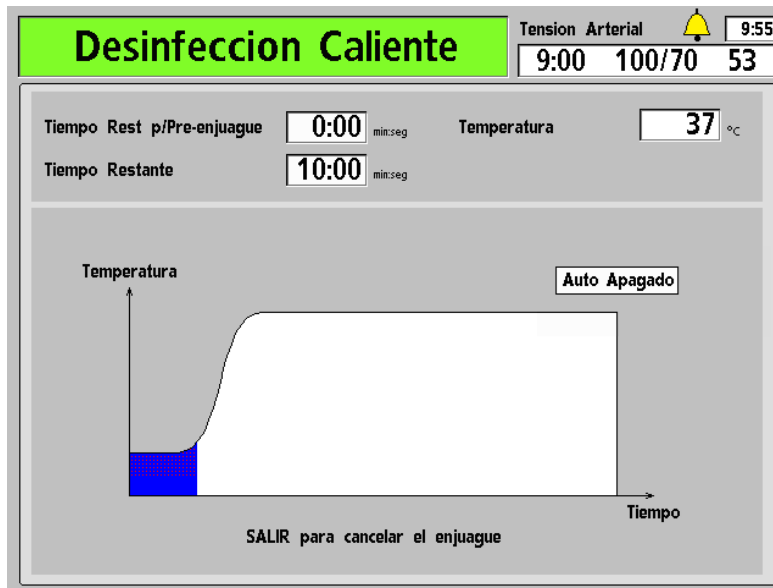 Desinfeccion Caliente
Tension Arterial
9:55
9:00 100/70 53
Tiempo Rest p/Pre-enjuague 0:00 min:seg Temperatura 37 °C
Tiempo Restante 10:00 min:seg
Temperatura
Auto Apagado
Tiempo
SALIR para cancelar el enjuague